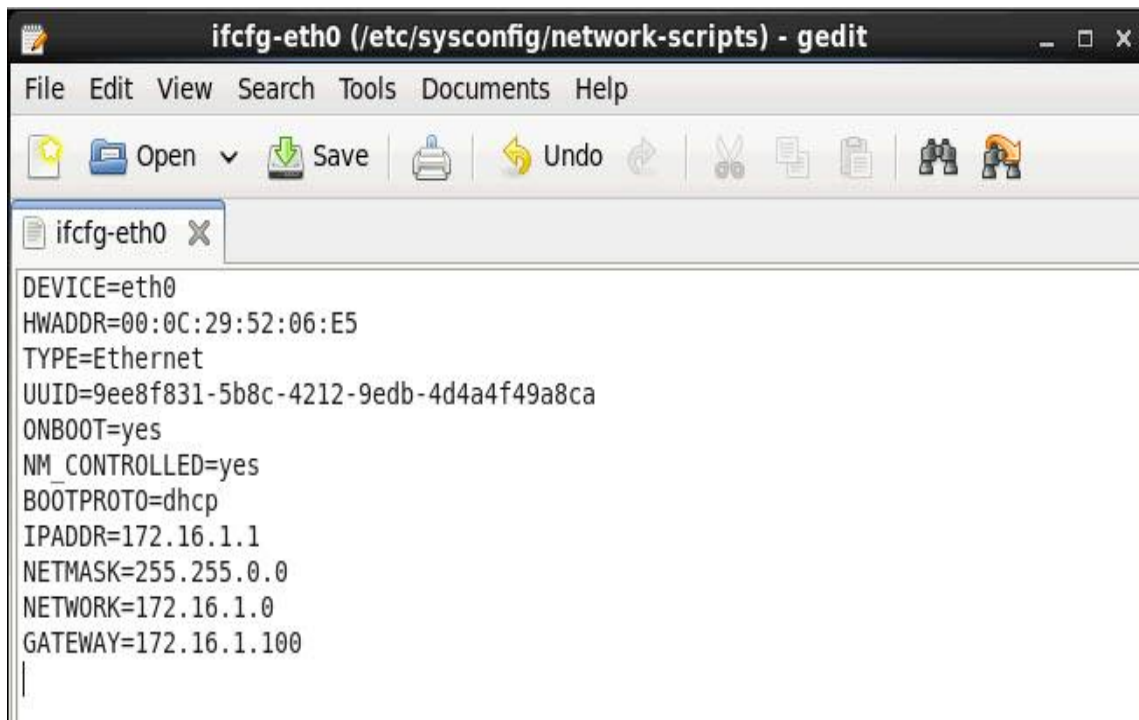 ifcfg-eth0 (/etc/sysconfig/network-scripts) - gedit
File Edit View Search Tools Documents Help
Open Save Undo
ifcfg-eth0
DEVICE=eth0
HWADDR=00:0C:29:52:06:E5
TYPE=Ethernet
UUID=9ee8f831-5b8c-4212-9edb-4d4a4f49a8ca
ONBOOT=yes
NM_CONTROLLED=yes
BOOTPROTO=dhcp
IPADDR=172.16.1.1
NETMASK=255.255.0.0
NETWORK=172.16.1.0
GATEWAY=172.16.1.100